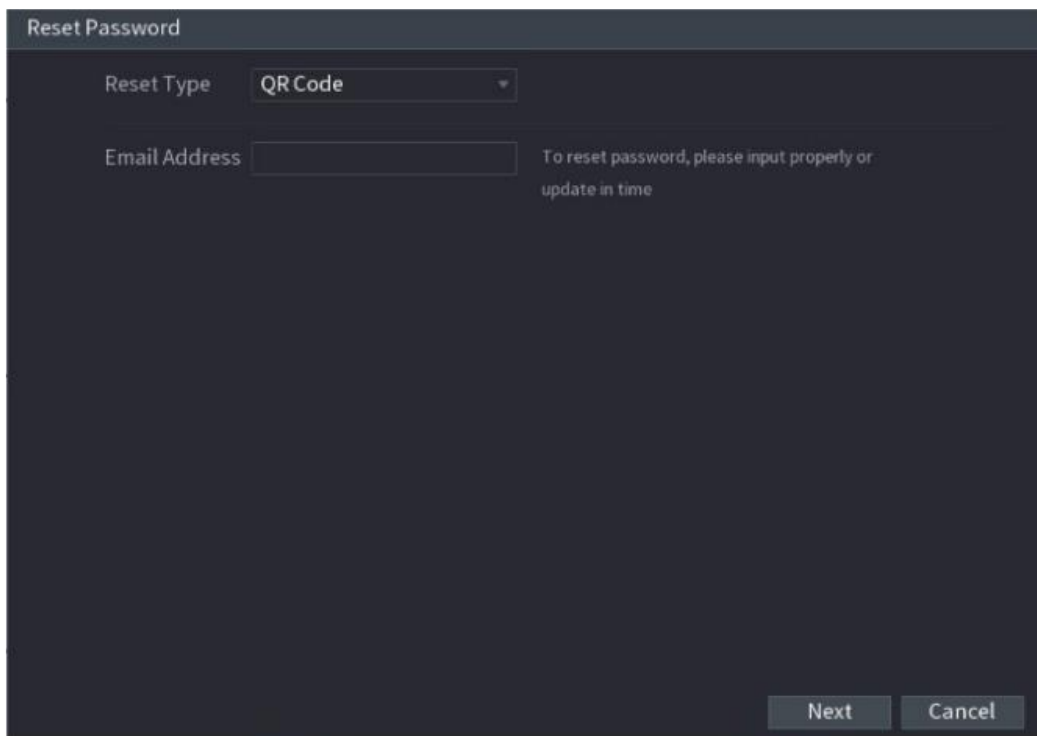 Reset Password
Reset Type QR Code
Email Address To reset password, please input properly or
update in time
Next Cancel